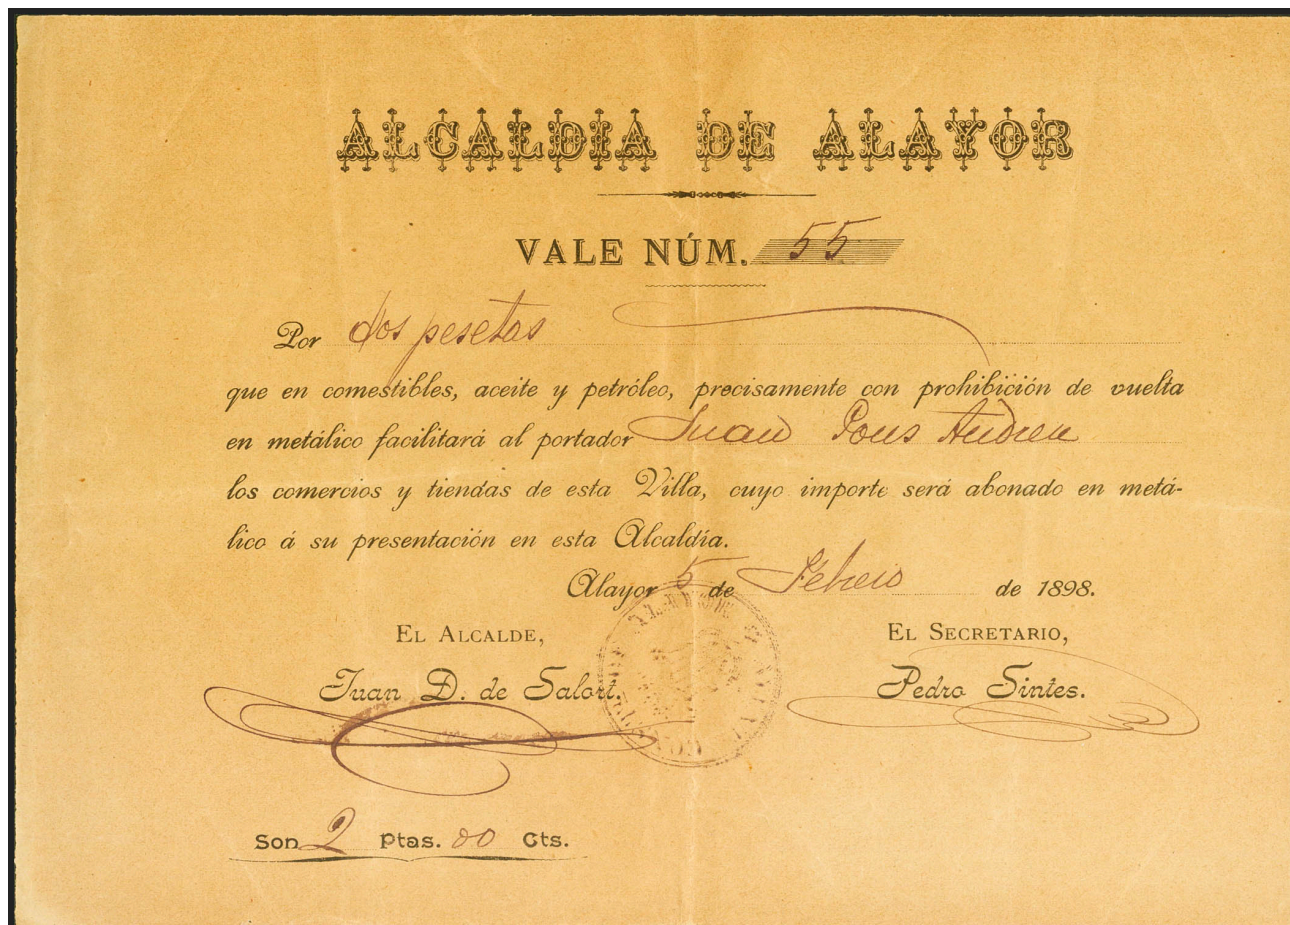 ALCALDIA DE ALAYOR
VALE NÚM. 55
Por dos pesetas
que en comestibles, aceite y petróleo, precisamente con prohibición de vuelta
en metálico facilitará al portador Juan Pons Andreu
los comercios y tiendas de esta Villa, cuyo importe será abonado en metá-
lico á su presentación en esta Alcaldía.
Alayor 5 de Febrero de 1898.
EL ALCALDE,
EL SECRETARIO,
Juan D. de Salort.
Pedro Sintes.
Son 2 Ptas. 00 Cts.